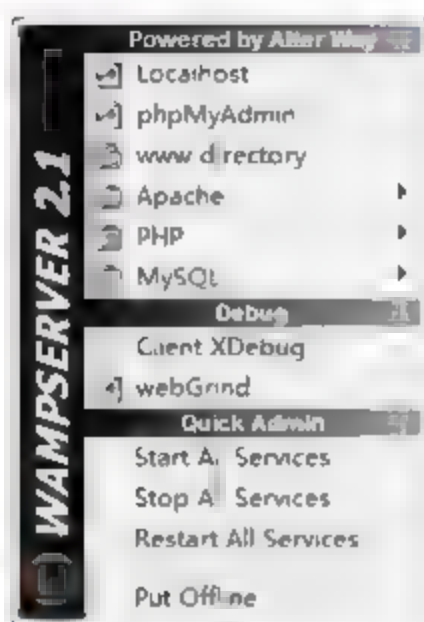 Powered by Alter Way
Localhost
phpMyAdmin
www directory
Apache
PHP
MySQL
Debug
Client XDebug
webGrind
Quick Admin
Start All Services
Stop All Services
Restart All Services
Put Offline
WAMPSERVER 2.1